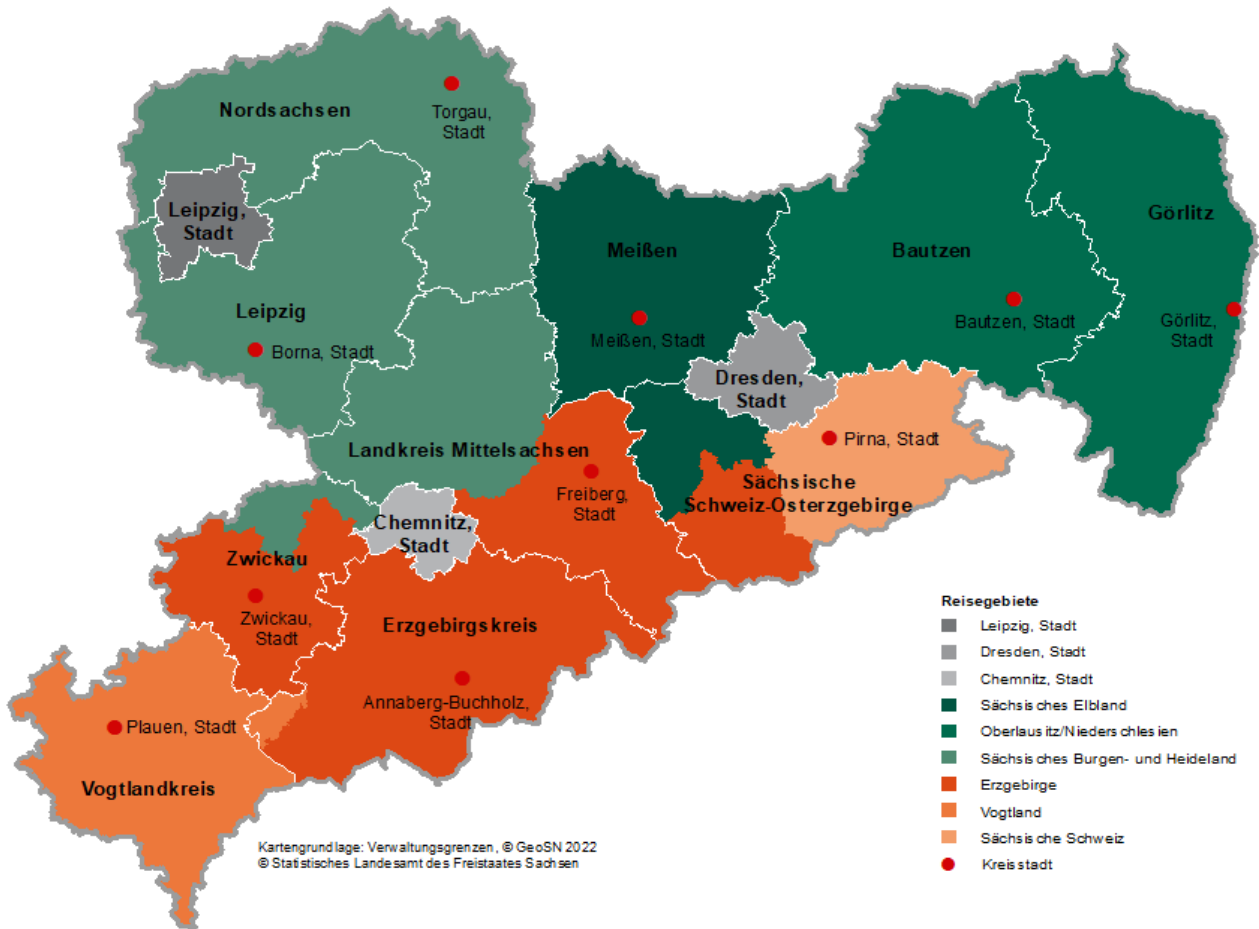 Nordsachsen
Torgau,
Stadt
Leipzig,
Stadt
Meißen
Görlitz
Bautzen
Leipzig
Borna, Stadt
Meißen, Stadt
Bautzen, Stadt
Görlitz,
Stadt
Dresden,
Stadt
Landkreis Mittelsachsen
Pirna, Stadt
Freiberg,
Stadt
Sächsische
Schweiz-Osterzgebirge
Chemnitz,
Stadt
Zwickau
Zwickau,
Stadt
Erzgebirgskreis
Annaberg-Buchholz,
Stadt
Plauen, Stadt
Vogtlandkreis
Reisegebiete
Leipzig, Stadt
Dresden, Stadt
Chemnitz, Stadt
Sächsisches Elbland
Oberlausitz/Niederschlesien
Sächsisches Burgen- und Heideland
Erzgebirge
Vogtland
Sächsische Schweiz
Kreisstadt
Kartengrundlage: Verwaltungsgrenzen, © GeoSN 2022
© Statistisches Landesamt des Freistaates Sachsen